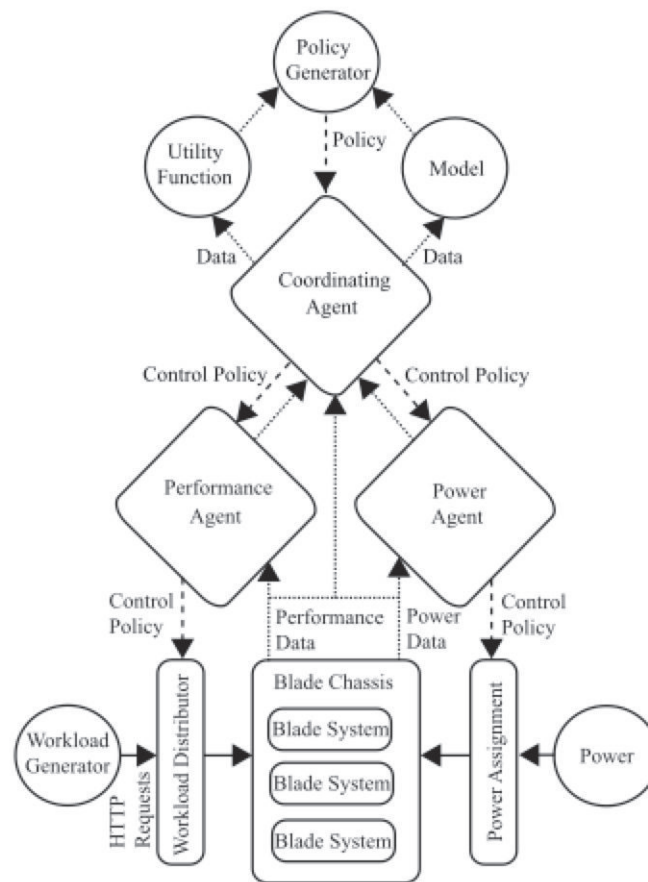 Policy
Generator
Policy
Utility
Function
Model
Data
Data
Coordinating
Agent
Control Policy
Control Policy
Performance
Agent
Power
Agent
Control
Policy
Performance
Data
Power
Data
Control
Policy
Blade Chassis
Workload
Generator
HTTP
Requests
Workload Distributor
Blade System
Blade System
Blade System
Power Assignment
Power